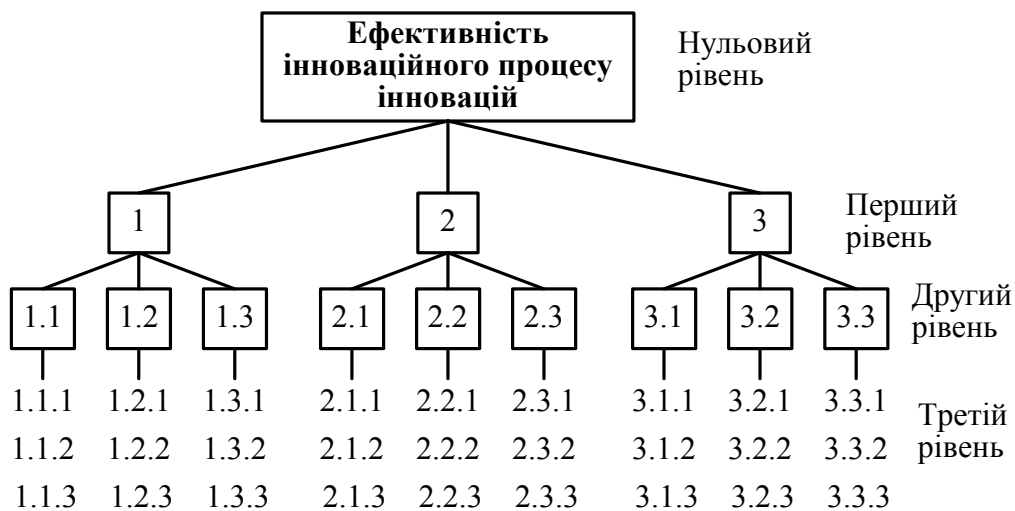 Ефективність
інноваційного процесу
інновацій
Нульовий
рівень
1 2 3
Перший
рівень
1.1 1.2 1.3 2.1 2.2 2.3 3.1 3.2 3.3
Другий
рівень
1.1.1 1.2.1 1.3.1 2.1.1 2.2.1 2.3.1 3.1.1 3.2.1 3.3.1
1.1.2 1.2.2 1.3.2 2.1.2 2.2.2 2.3.2 3.1.2 3.2.2 3.3.2
1.1.3 1.2.3 1.3.3 2.1.3 2.2.3 2.3.3 3.1.3 3.2.3 3.3.3
Третій
рівень